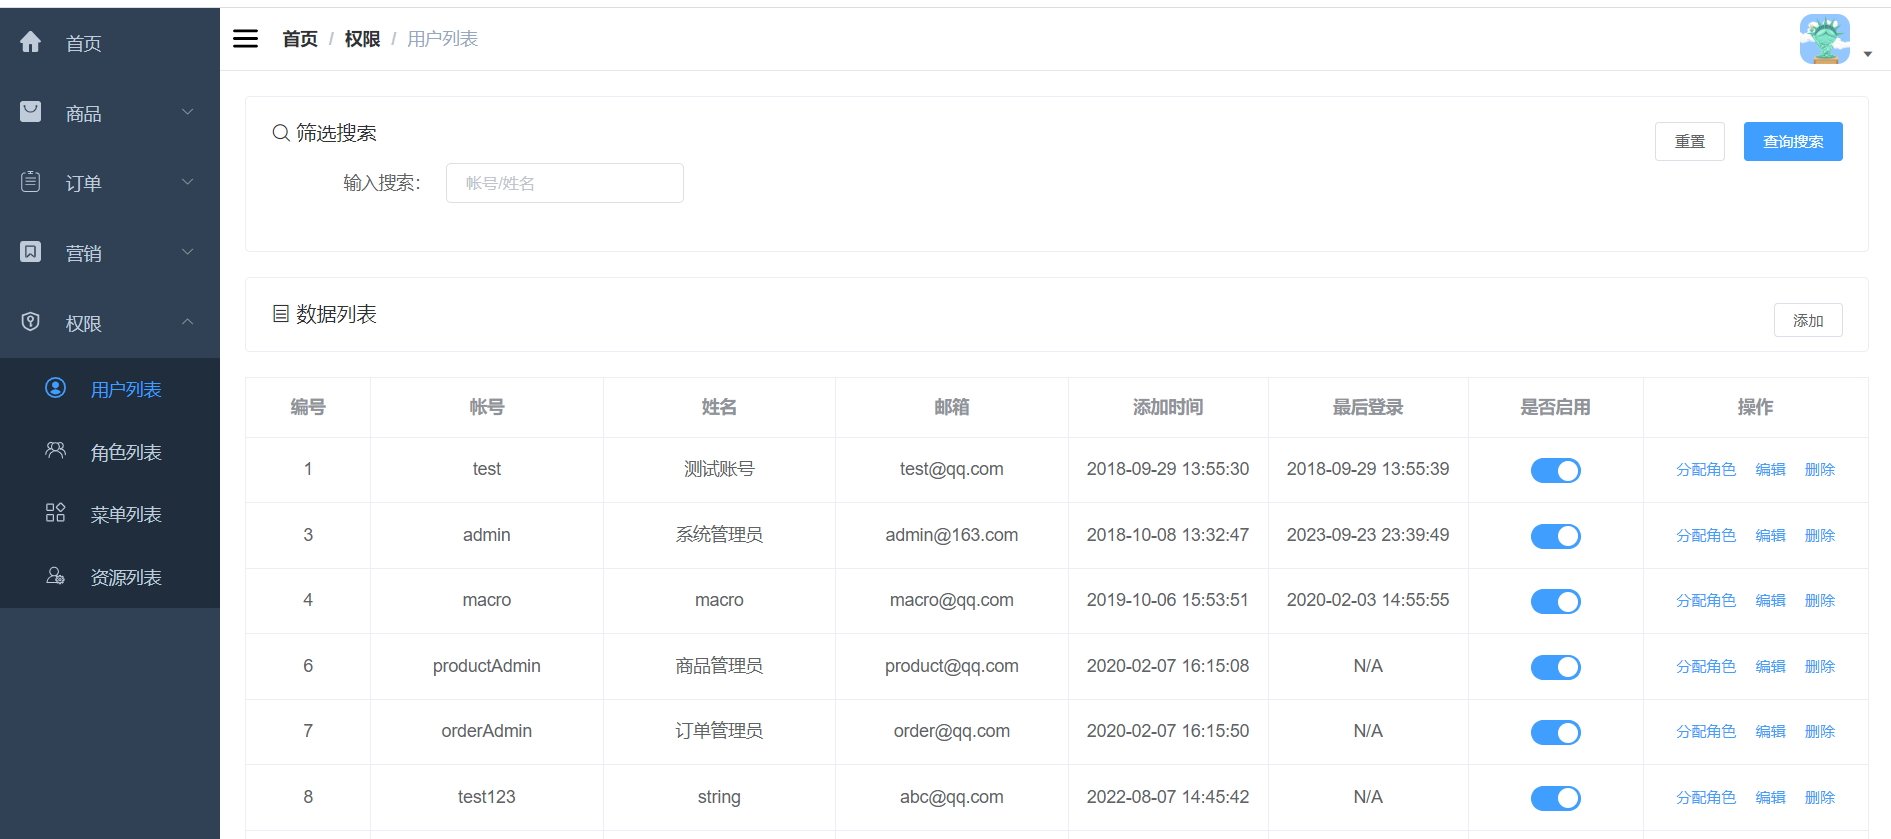 首页
商品
订单
营销
权限
用户列表
角色列表
菜单列表
资源列表
首页 / 权限 / 用户列表
筛选搜索
重置 查询搜索
输入搜索: 帐号/姓名
数据列表
添加
编号 帐号 姓名 邮箱 添加时间 最后登录 是否启用 操作
1 test 测试账号 test@qq.com 2018-09-29 13:55:30 2018-09-29 13:55:39 分配角色 编辑 删除
3 admin 系统管理员 admin@163.com 2018-10-08 13:32:47 2023-09-23 23:39:49 分配角色 编辑 删除
4 macro macro macro@qq.com 2019-10-06 15:53:51 2020-02-03 14:55:55 分配角色 编辑 删除
6 productAdmin 商品管理员 product@qq.com 2020-02-07 16:15:08 N/A 分配角色 编辑 删除
7 orderAdmin 订单管理员 order@qq.com 2020-02-07 16:15:50 N/A 分配角色 编辑 删除
8 test123 string abc@qq.com 2022-08-07 14:45:42 N/A 分配角色 编辑 删除